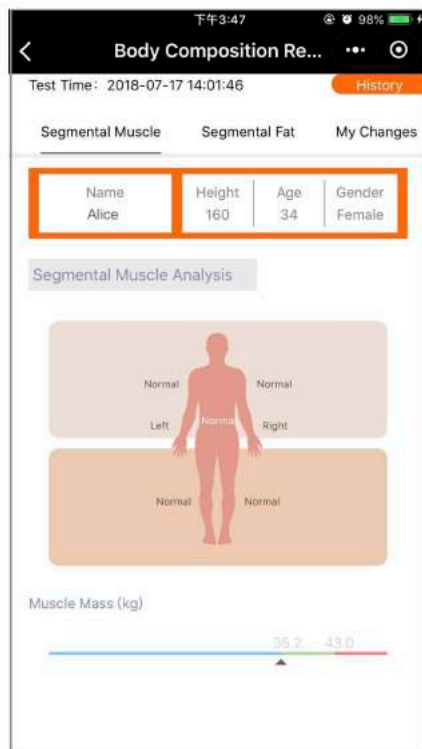 下午3:47 98%
Body Composition Re...
Test Time: 2018-07-17 14:01:46 History
Segmental Muscle Segmental Fat My Changes
Name Height Age Gender
Alice 160 34 Female
Segmental Muscle Analysis
Normal Normal
Left Normal Right
Normal Normal
Muscle Mass (kg)
35.2 43.0